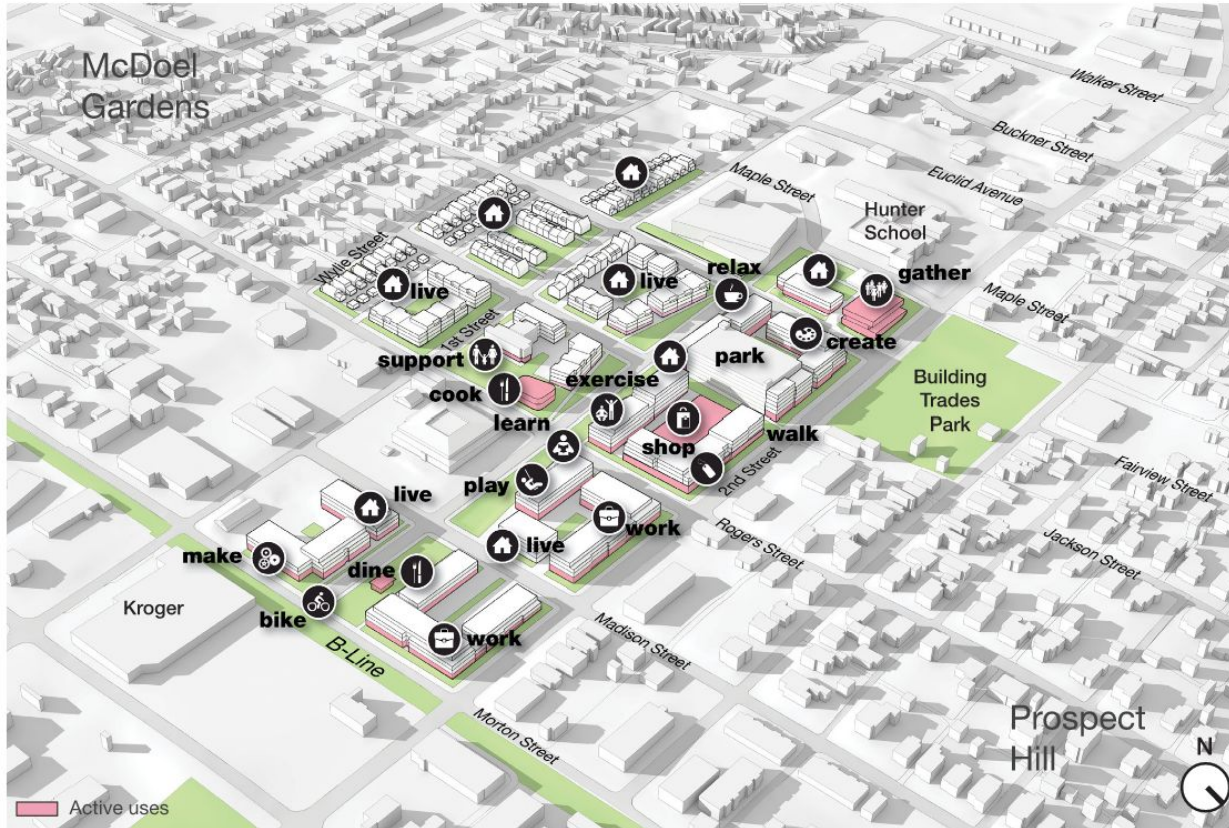 McDoel
Gardens
Walker Street
Buckner Street
Euclid Avenue
Maple Street
Hunter
School
Wylie Street
live
live
relax
gather
Maple Street
1st Street
support
cook
exercise
park
create
Building
Trades
Park
learn
shop
walk
2nd Street
play
Fairview Street
live
work
Rogers Street
Jackson Street
make
dine
live
Kroger
bike
work
Madison Street
B-Line
Morton Street
Prospect
Hill
N
Active uses